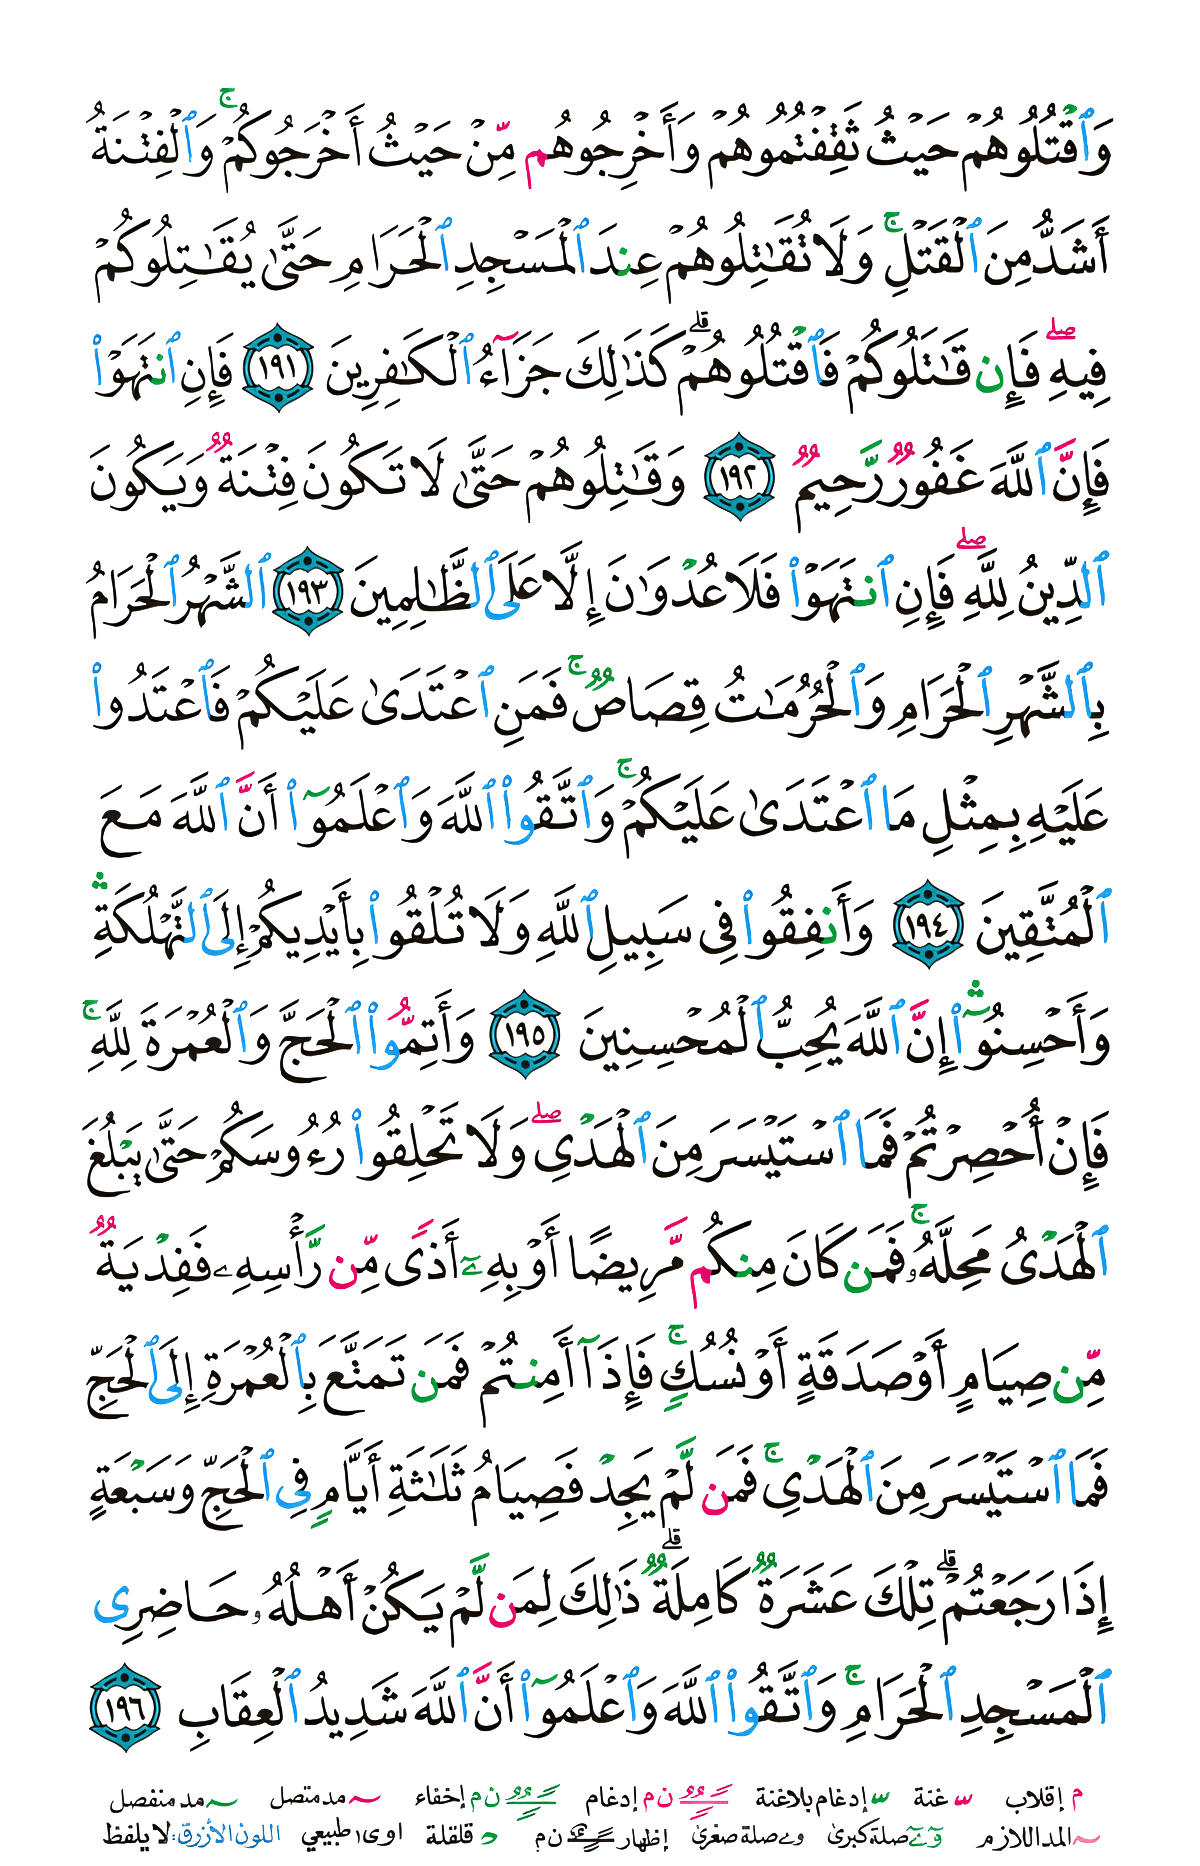 وَٱقۡتُلُوهُمۡ حَيۡثُ ثَقِفۡتُمُوهُمۡ وَأَخۡرِجُوهُم مِّنۡ حَيۡثُ أَخۡرَجُوكُمۡۚ وَٱلۡفِتۡنَةُ
أَشَدُّ مِنَ ٱلۡقَتۡلِۚ وَلَا تُقَٰتِلُوهُمۡ عِندَ ٱلۡمَسۡجِدِ ٱلۡحَرَامِ حَتَّىٰ يُقَٰتِلُوكُمۡ
فِيهِۖ فَإِن قَٰتَلُوكُمۡ فَٱقۡتُلُوهُمۡۗ كَذَٰلِكَ جَزَآءُ ٱلۡكَٰفِرِينَ ١٩١ فَإِنِ ٱنتَهَوۡاْ
فَإِنَّ ٱللَّهَ غَفُورٞ رَّحِيمٞ ١٩٢ وَقَٰتِلُوهُمۡ حَتَّىٰ لَا تَكُونَ فِتۡنَةٞ وَيَكُونَ
ٱلدِّينُ لِلَّهِۖ فَإِنِ ٱنتَهَوۡاْ فَلَا عُدۡوَٰنَ إِلَّا عَلَى ٱلظَّٰلِمِينَ ١٩٣ ٱلشَّهۡرُ ٱلۡحَرَامُ
بِٱلشَّهۡرِ ٱلۡحَرَامِ وَٱلۡحُرُمَٰتُ قِصَاصٞۚ فَمَنِ ٱعۡتَدَىٰ عَلَيۡكُمۡ فَٱعۡتَدُواْ
عَلَيۡهِ بِمِثۡلِ مَا ٱعۡتَدَىٰ عَلَيۡكُمۡۚ وَٱتَّقُواْ ٱللَّهَ وَٱعۡلَمُوٓاْ أَنَّ ٱللَّهَ مَعَ
ٱلۡمُتَّقِينَ ١٩٤ وَأَنفِقُواْ فِي سَبِيلِ ٱللَّهِ وَلَا تُلۡقُواْ بِأَيۡدِيكُمۡ إِلَى ٱلتَّهۡلُكَةِۛ
وَأَحۡسِنُوٓاْۛ إِنَّ ٱللَّهَ يُحِبُّ ٱلۡمُحۡسِنِينَ ١٩٥ وَأَتِمُّواْ ٱلۡحَجَّ وَٱلۡعُمۡرَةَ لِلَّهِۚ
فَإِنۡ أُحۡصِرۡتُمۡ فَمَا ٱسۡتَيۡسَرَ مِنَ ٱلۡهَدۡيِۖ وَلَا تَحۡلِقُواْ رُءُوسَكُمۡ حَتَّىٰ يَبۡلُغَ
ٱلۡهَدۡيُ مَحِلَّهُۥۚ فَمَن كَانَ مِنكُم مَّرِيضًا أَوۡ بِهِۦٓ أَذٗى مِّن رَّأۡسِهِۦ فَفِدۡيَةٞ
مِّن صِيَامٍ أَوۡ صَدَقَةٍ أَوۡ نُسُكٖۚ فَإِذَآ أَمِنتُمۡ فَمَن تَمَتَّعَ بِٱلۡعُمۡرَةِ إِلَى ٱلۡحَجِّ
فَمَا ٱسۡتَيۡسَرَ مِنَ ٱلۡهَدۡيِۚ فَمَن لَّمۡ يَجِدۡ فَصِيَامُ ثَلَٰثَةِ أَيَّامٖ فِي ٱلۡحَجِّ وَسَبۡعَةٍ
إِذَا رَجَعۡتُمۡۗ تِلۡكَ عَشَرَةٞ كَامِلَةٞۗ ذَٰلِكَ لِمَن لَّمۡ يَكُنۡ أَهۡلُهُۥ حَاضِرِي
ٱلۡمَسۡجِدِ ٱلۡحَرَامِۚ وَٱتَّقُواْ ٱللَّهَ وَٱعۡلَمُوٓاْ أَنَّ ٱللَّهَ شَدِيدُ ٱلۡعِقَابِ ١٩٦
م إقلاب غنة إدغام بلاغنة ن م إدغام ن م إخفاء مد متصل مد منفصل
المد اللازم صلة كبرى صلة صغرى إظهار ن م قلقلة اوى طبيعي اللون الأزرق: لا يلفظ